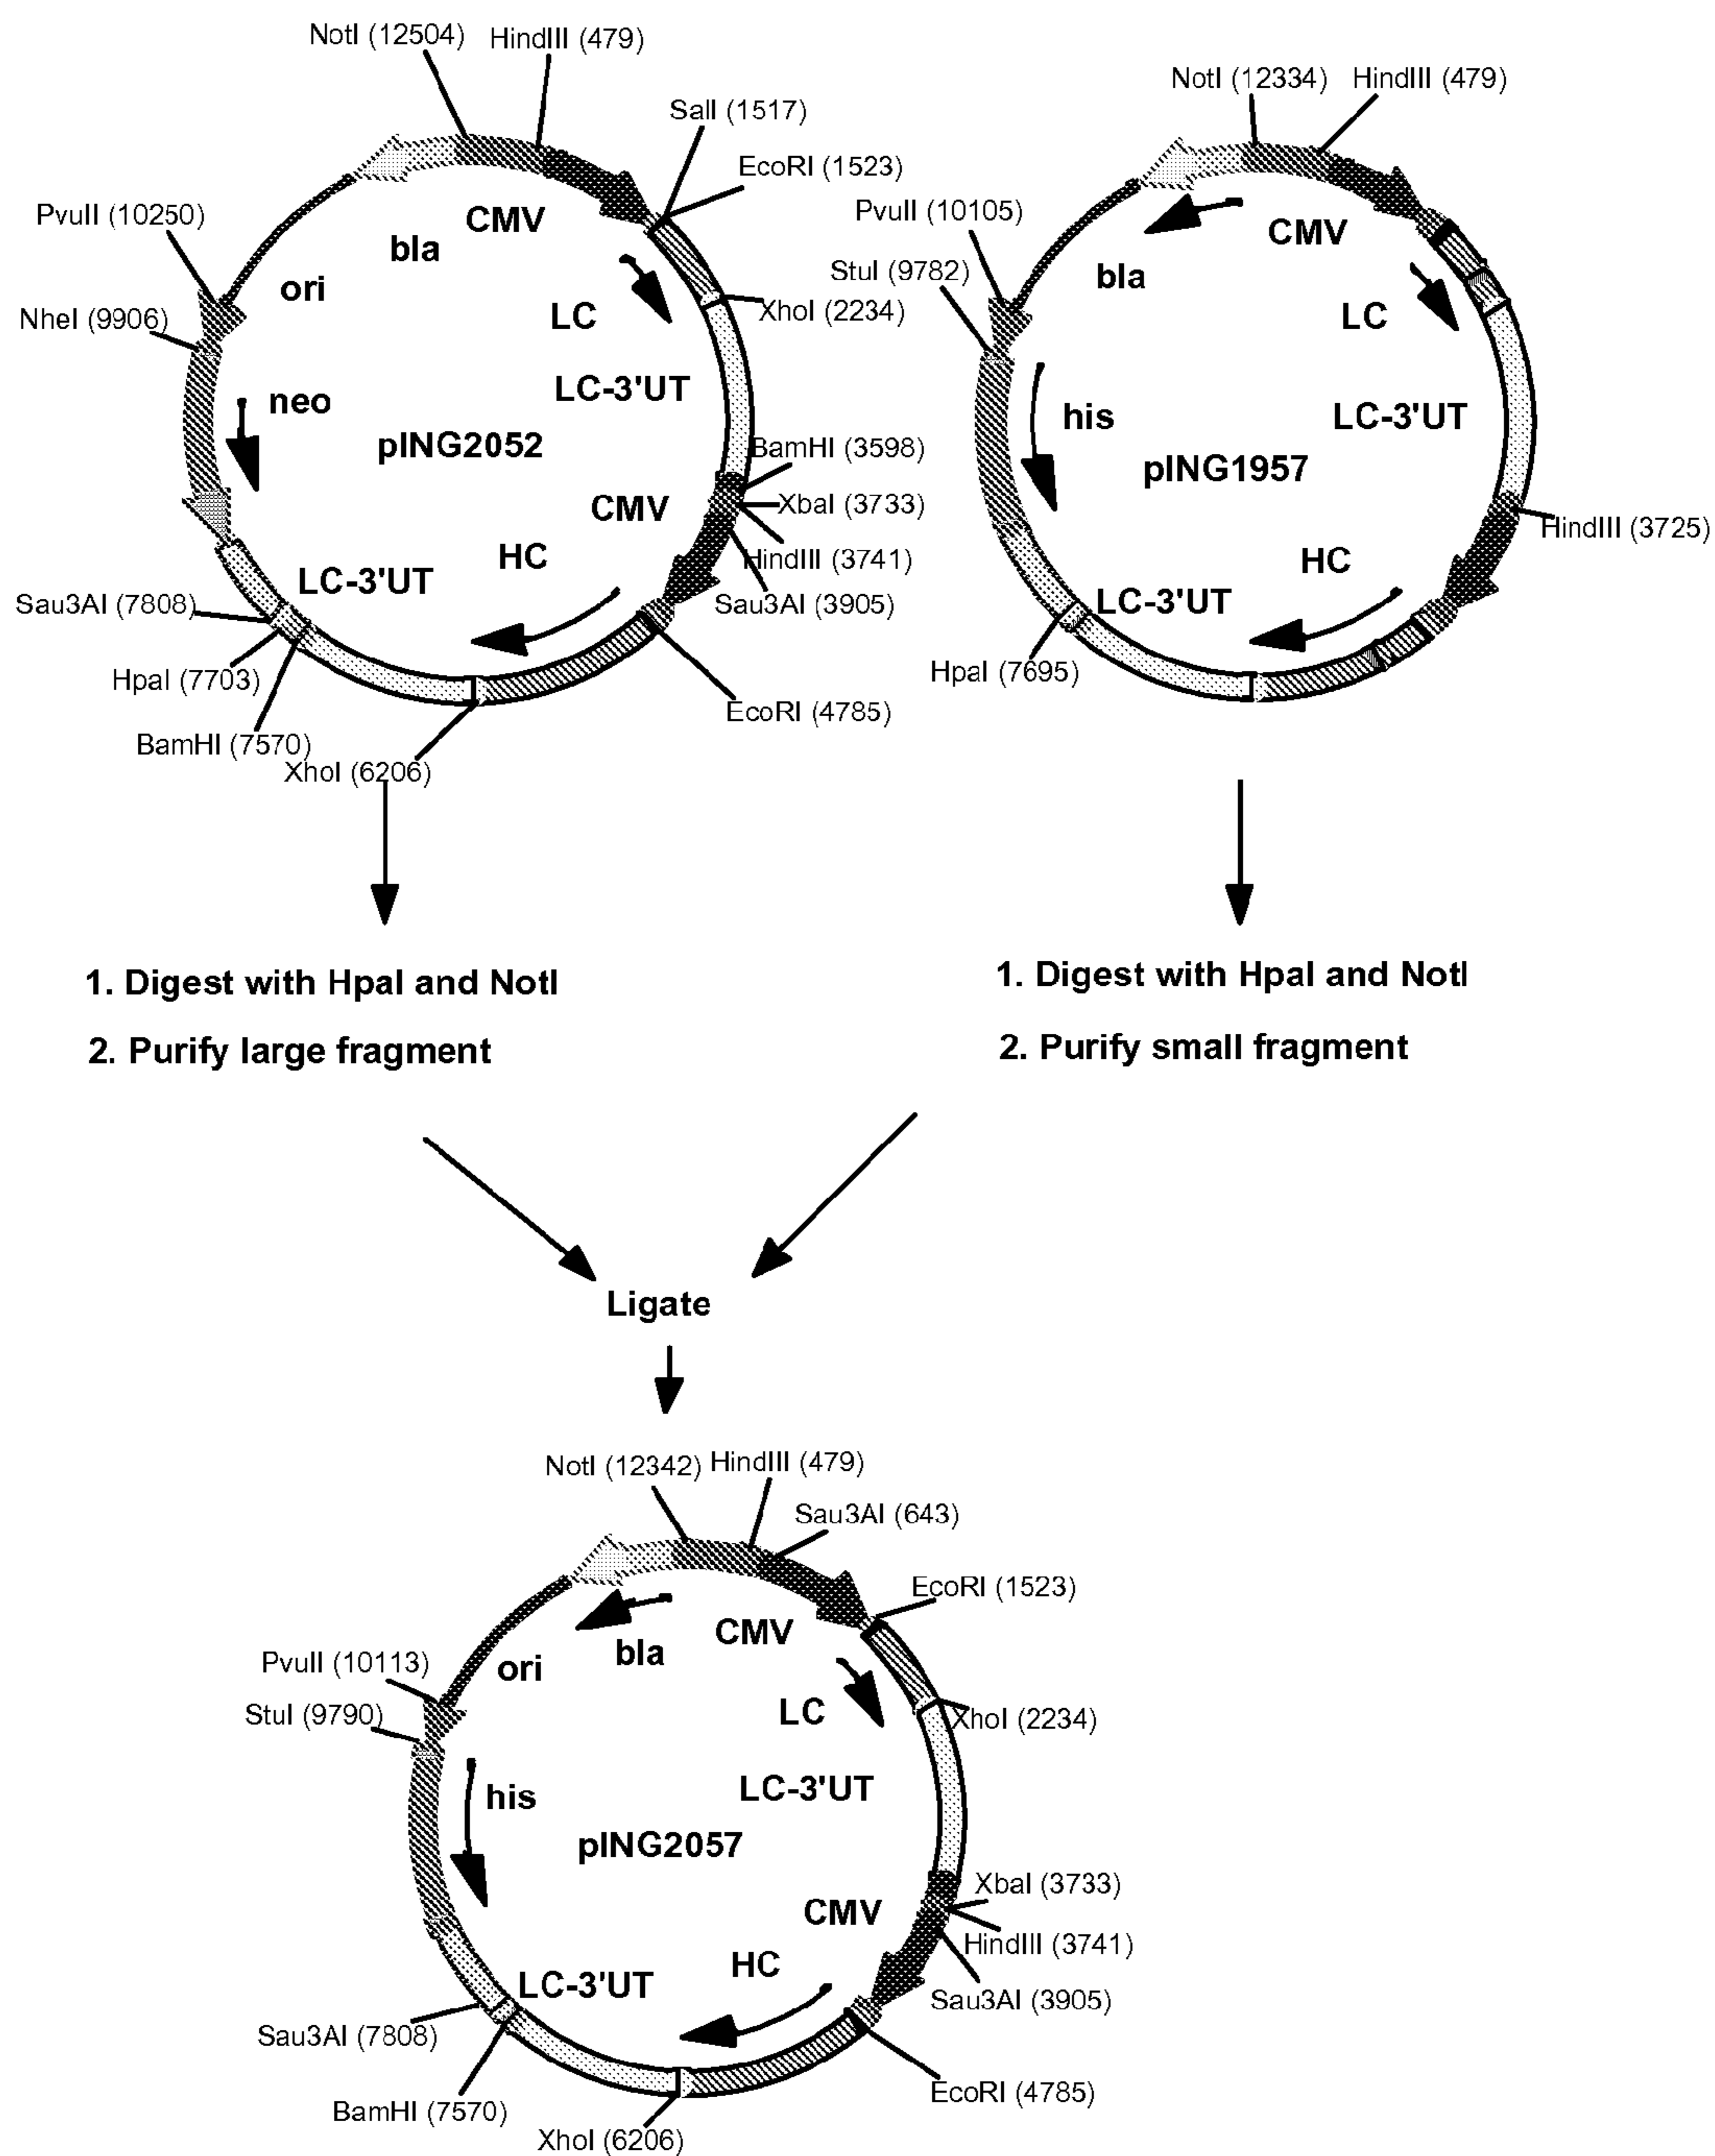 NotI (12504)
HindIII (479)
SalI (1517)
EcoRI (1523)
PvuII (10250)
NheI (9906)
CMV
bla
ori
LC
XhoI (2234)
neo
LC-3'UT
pING2052
BamHI (3598)
CMV
XbaI (3733)
HC
HindIII (3741)
LC-3'UT
Sau3AI (7808)
Sau3AI (3905)
HpaI (7703)
EcoRI (4785)
BamHI (7570)
XhoI (6206)
NotI (12334)
HindIII (479)
PvuII (10105)
CMV
StuI (9782)
bla
LC
his
LC-3'UT
pING1957
HindIII (3725)
HC
LC-3'UT
HpaI (7695)
1. Digest with HpaI and NotI
2. Purify large fragment
1. Digest with HpaI and NotI
2. Purify small fragment
Ligate
NotI (12342)
HindIII (479)
Sau3AI (643)
EcoRI (1523)
CMV
bla
PvuII (10113)
ori
StuI (9790)
LC
XhoI (2234)
his
LC-3'UT
pING2057
XbaI (3733)
CMV
HindIII (3741)
HC
LC-3'UT
Sau3AI (3905)
Sau3AI (7808)
EcoRI (4785)
BamHI (7570)
XhoI (6206)